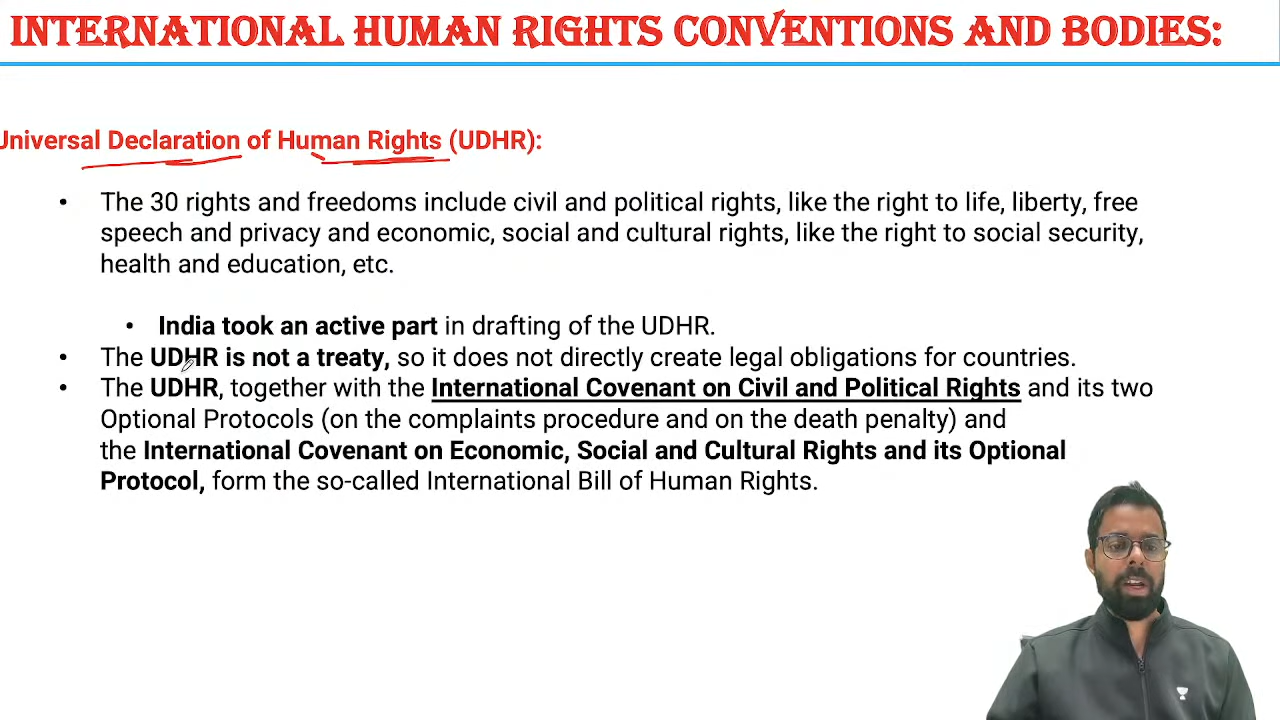 INTERNATIONAL HUMAN RIGHTS CONVENTIONS AND BODIES:
Universal Declaration of Human Rights (UDHR):
• The 30 rights and freedoms include civil and political rights, like the right to life, liberty, free
speech and privacy and economic, social and cultural rights, like the right to social security,
health and education, etc.
• India took an active part in drafting of the UDHR.
• The UDHR is not a treaty, so it does not directly create legal obligations for countries.
• The UDHR, together with the International Covenant on Civil and Political Rights and its two
Optional Protocols (on the complaints procedure and on the death penalty) and
the International Covenant on Economic, Social and Cultural Rights and its Optional
Protocol, form the so-called International Bill of Human Rights.